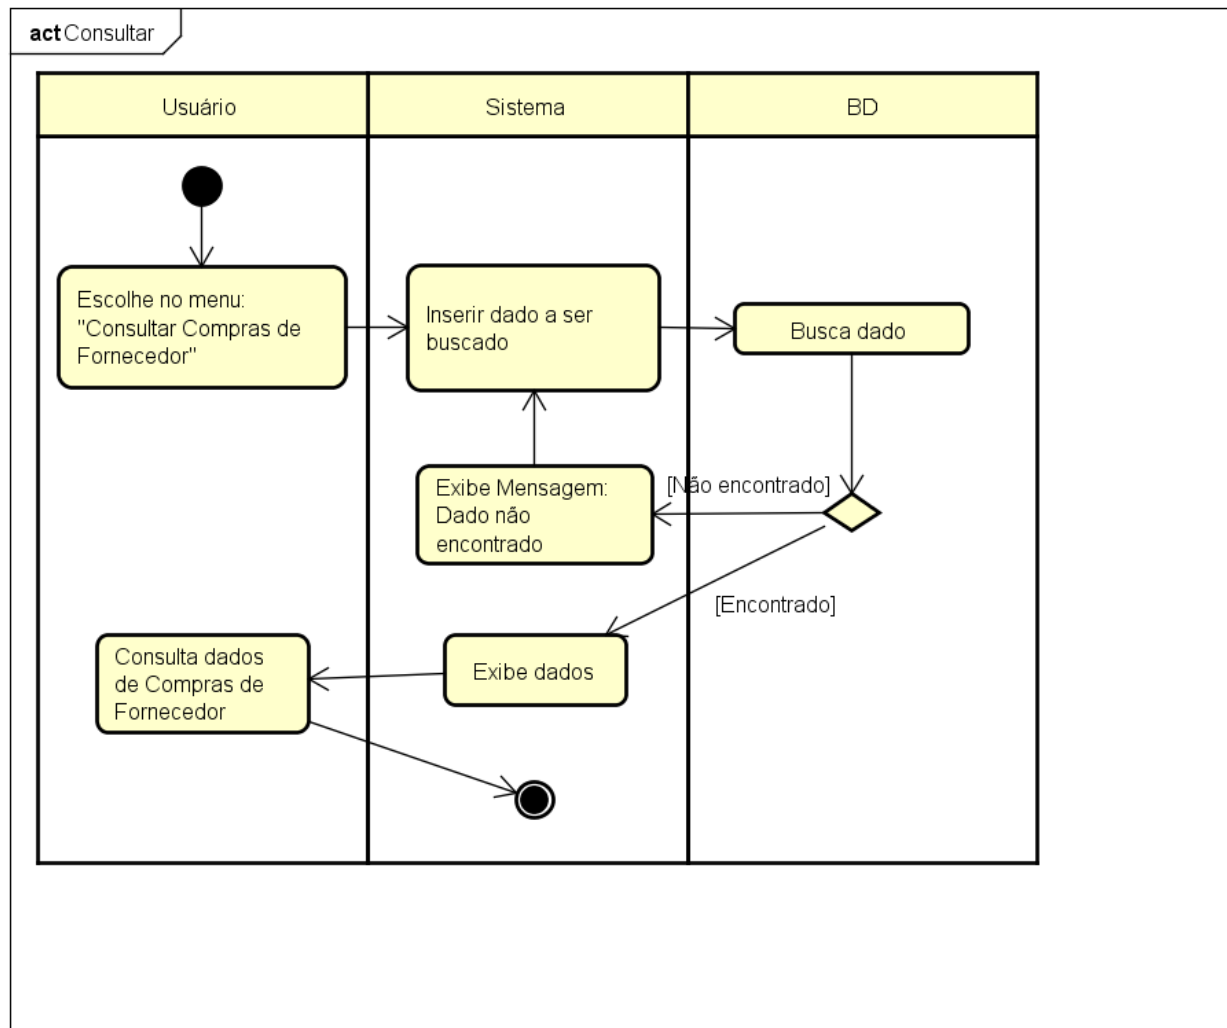 act Consultar
Usuário
Sistema
BD
Escolhe no menu:
"Consultar Compras de
Fornecedor"
Inserir dado a ser
buscado
Busca dado
Exibe Mensagem:
Dado não
encontrado
[Não encontrado]
[Encontrado]
Consulta dados
de Compras de
Fornecedor
Exibe dados